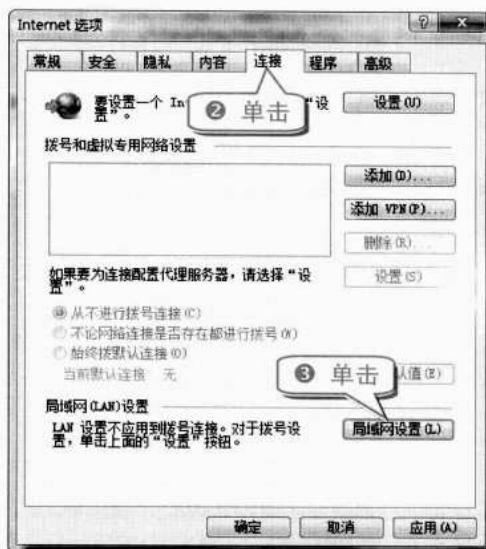 Internet 选项
常规 安全 隐私 内容 连接 程序 高级
要设置一个 In “设
置”。
设置(U)
❷ 单击
拨号和虚拟专用网络设置
添加(D)...
添加 VPN(P)...
删除(R)...
如果要为连接配置代理服务器，请选择“设
置”。
设置(S)
从不进行拨号连接(C)
不论网络连接是否存在都进行拨号(W)
始终拨默认连接(O)
当前默认连接 无
认值(E)
❸ 单击
局域网(LAN)设置
LAN 设置不应用到拨号连接。对于拨号设
置，单击上面的“设置”按钮。
局域网设置(L)
确定 取消 应用(A)